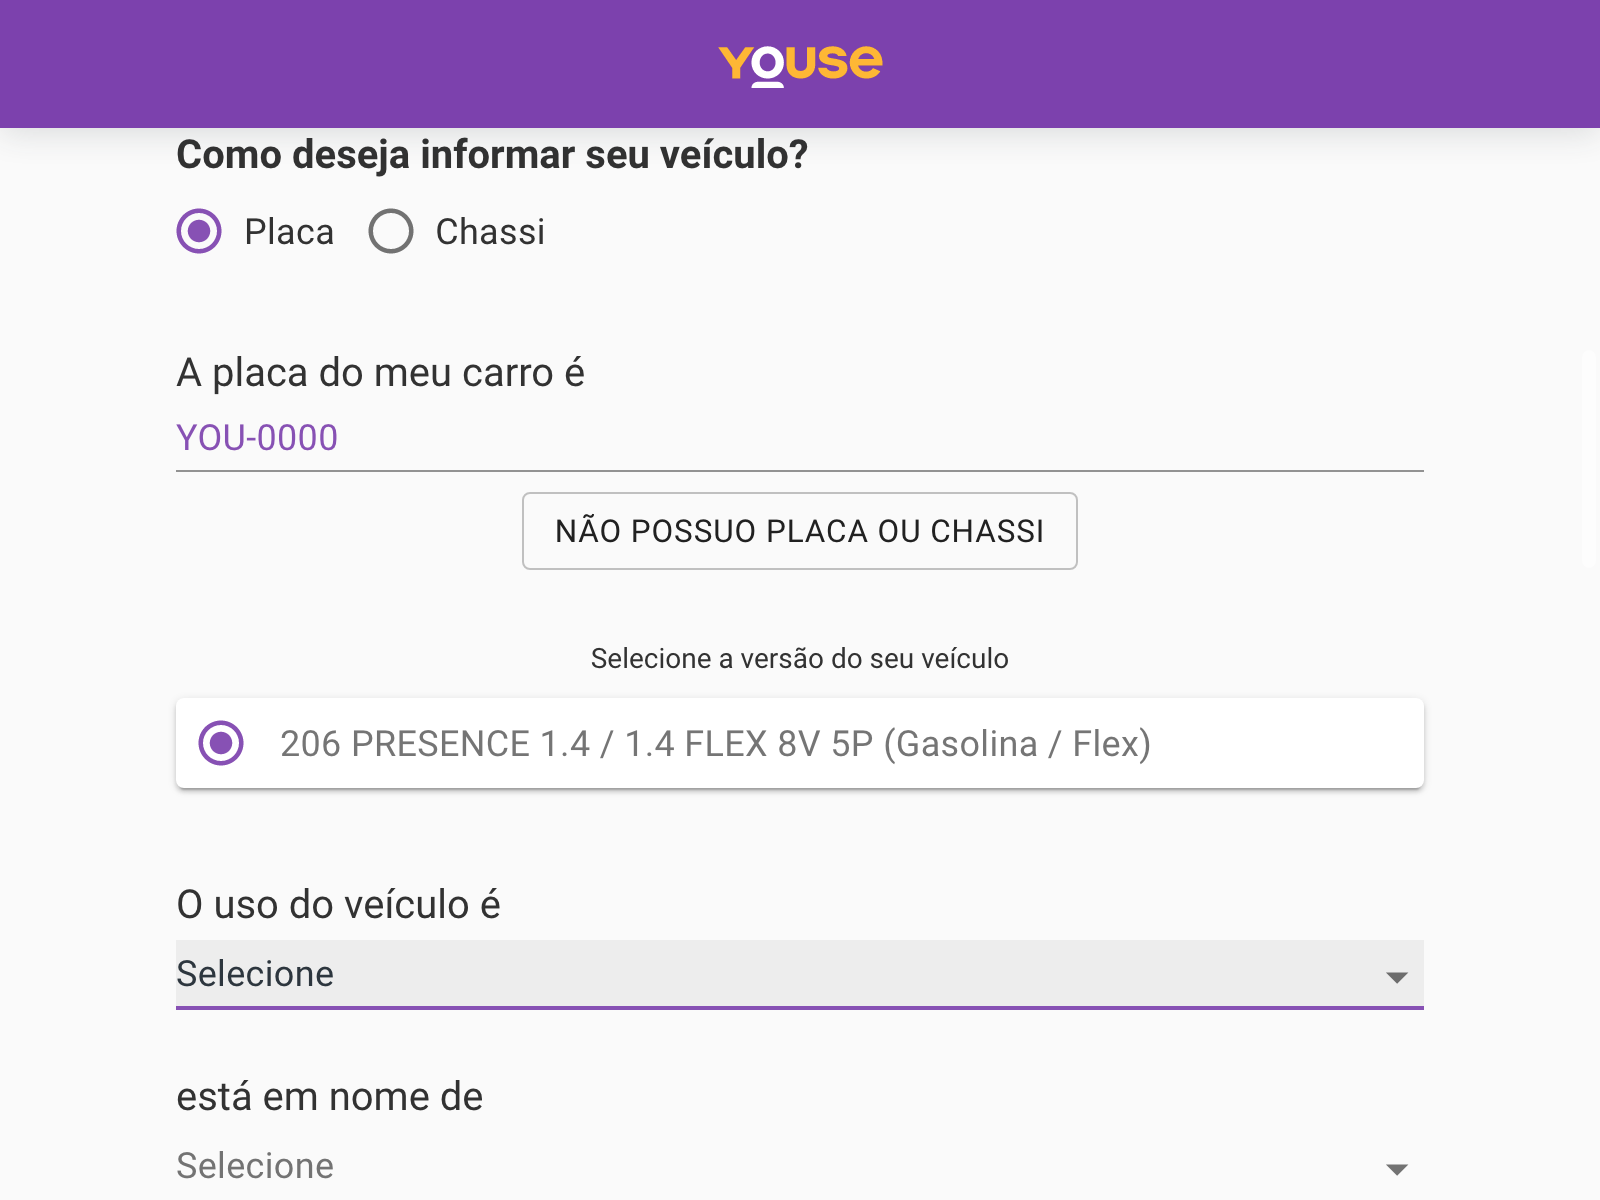 YOUSE
Como deseja informar seu veículo?
Placa Chassi
A placa do meu carro é
YOU-0000
NÃO POSSUO PLACA OU CHASSI
Selecione a versão do seu veículo
206 PRESENCE 1.4 / 1.4 FLEX 8V 5P (Gasolina / Flex)
O uso do veículo é
Selecione
está em nome de
Selecione